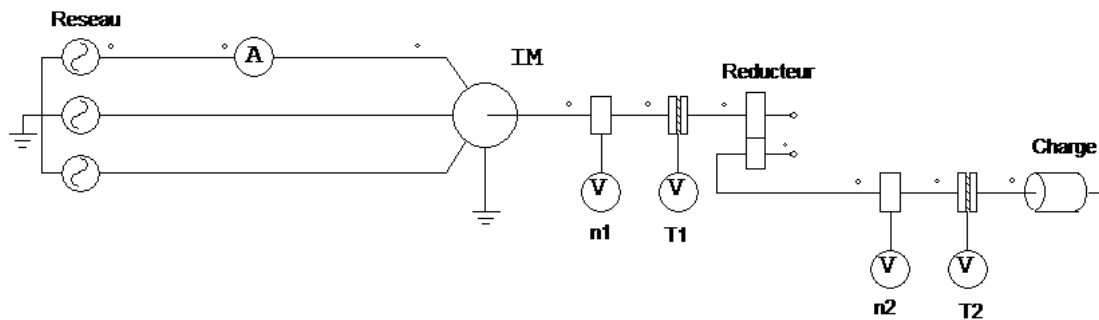 Reseau
A
IM
Reducteur
V
V
n1
T1
Charge
V
V
n2
T2